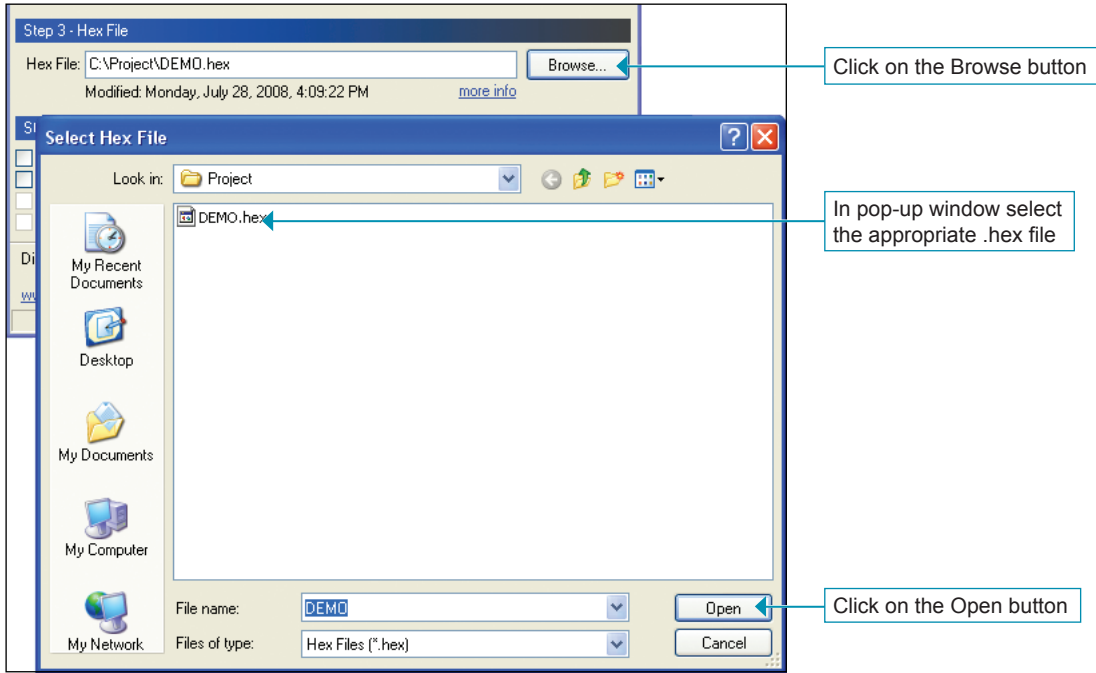 Step 3 - Hex File
Hex File: C:\Project\DEMO.hex Browse...
Click on the Browse button
Modified: Monday, July 28, 2008, 4:09:22 PM more info
Select Hex File
Look in: Project
DEMO.hex
In pop-up window select
the appropriate .hex file
My Recent
Documents
Desktop
My Documents
My Computer
My Network
File name: DEMO Open
Click on the Open button
Files of type: Hex Files (*.hex) Cancel